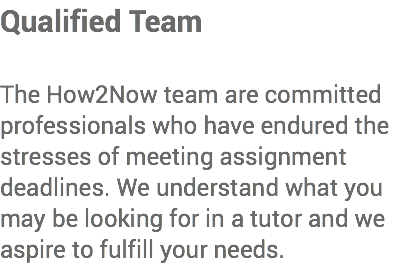 Qualified Team
The How2Now team are committed
professionals who have endured the
stresses of meeting assignment
deadlines. We understand what you
may be looking for in a tutor and we
aspire to fulfill your needs.